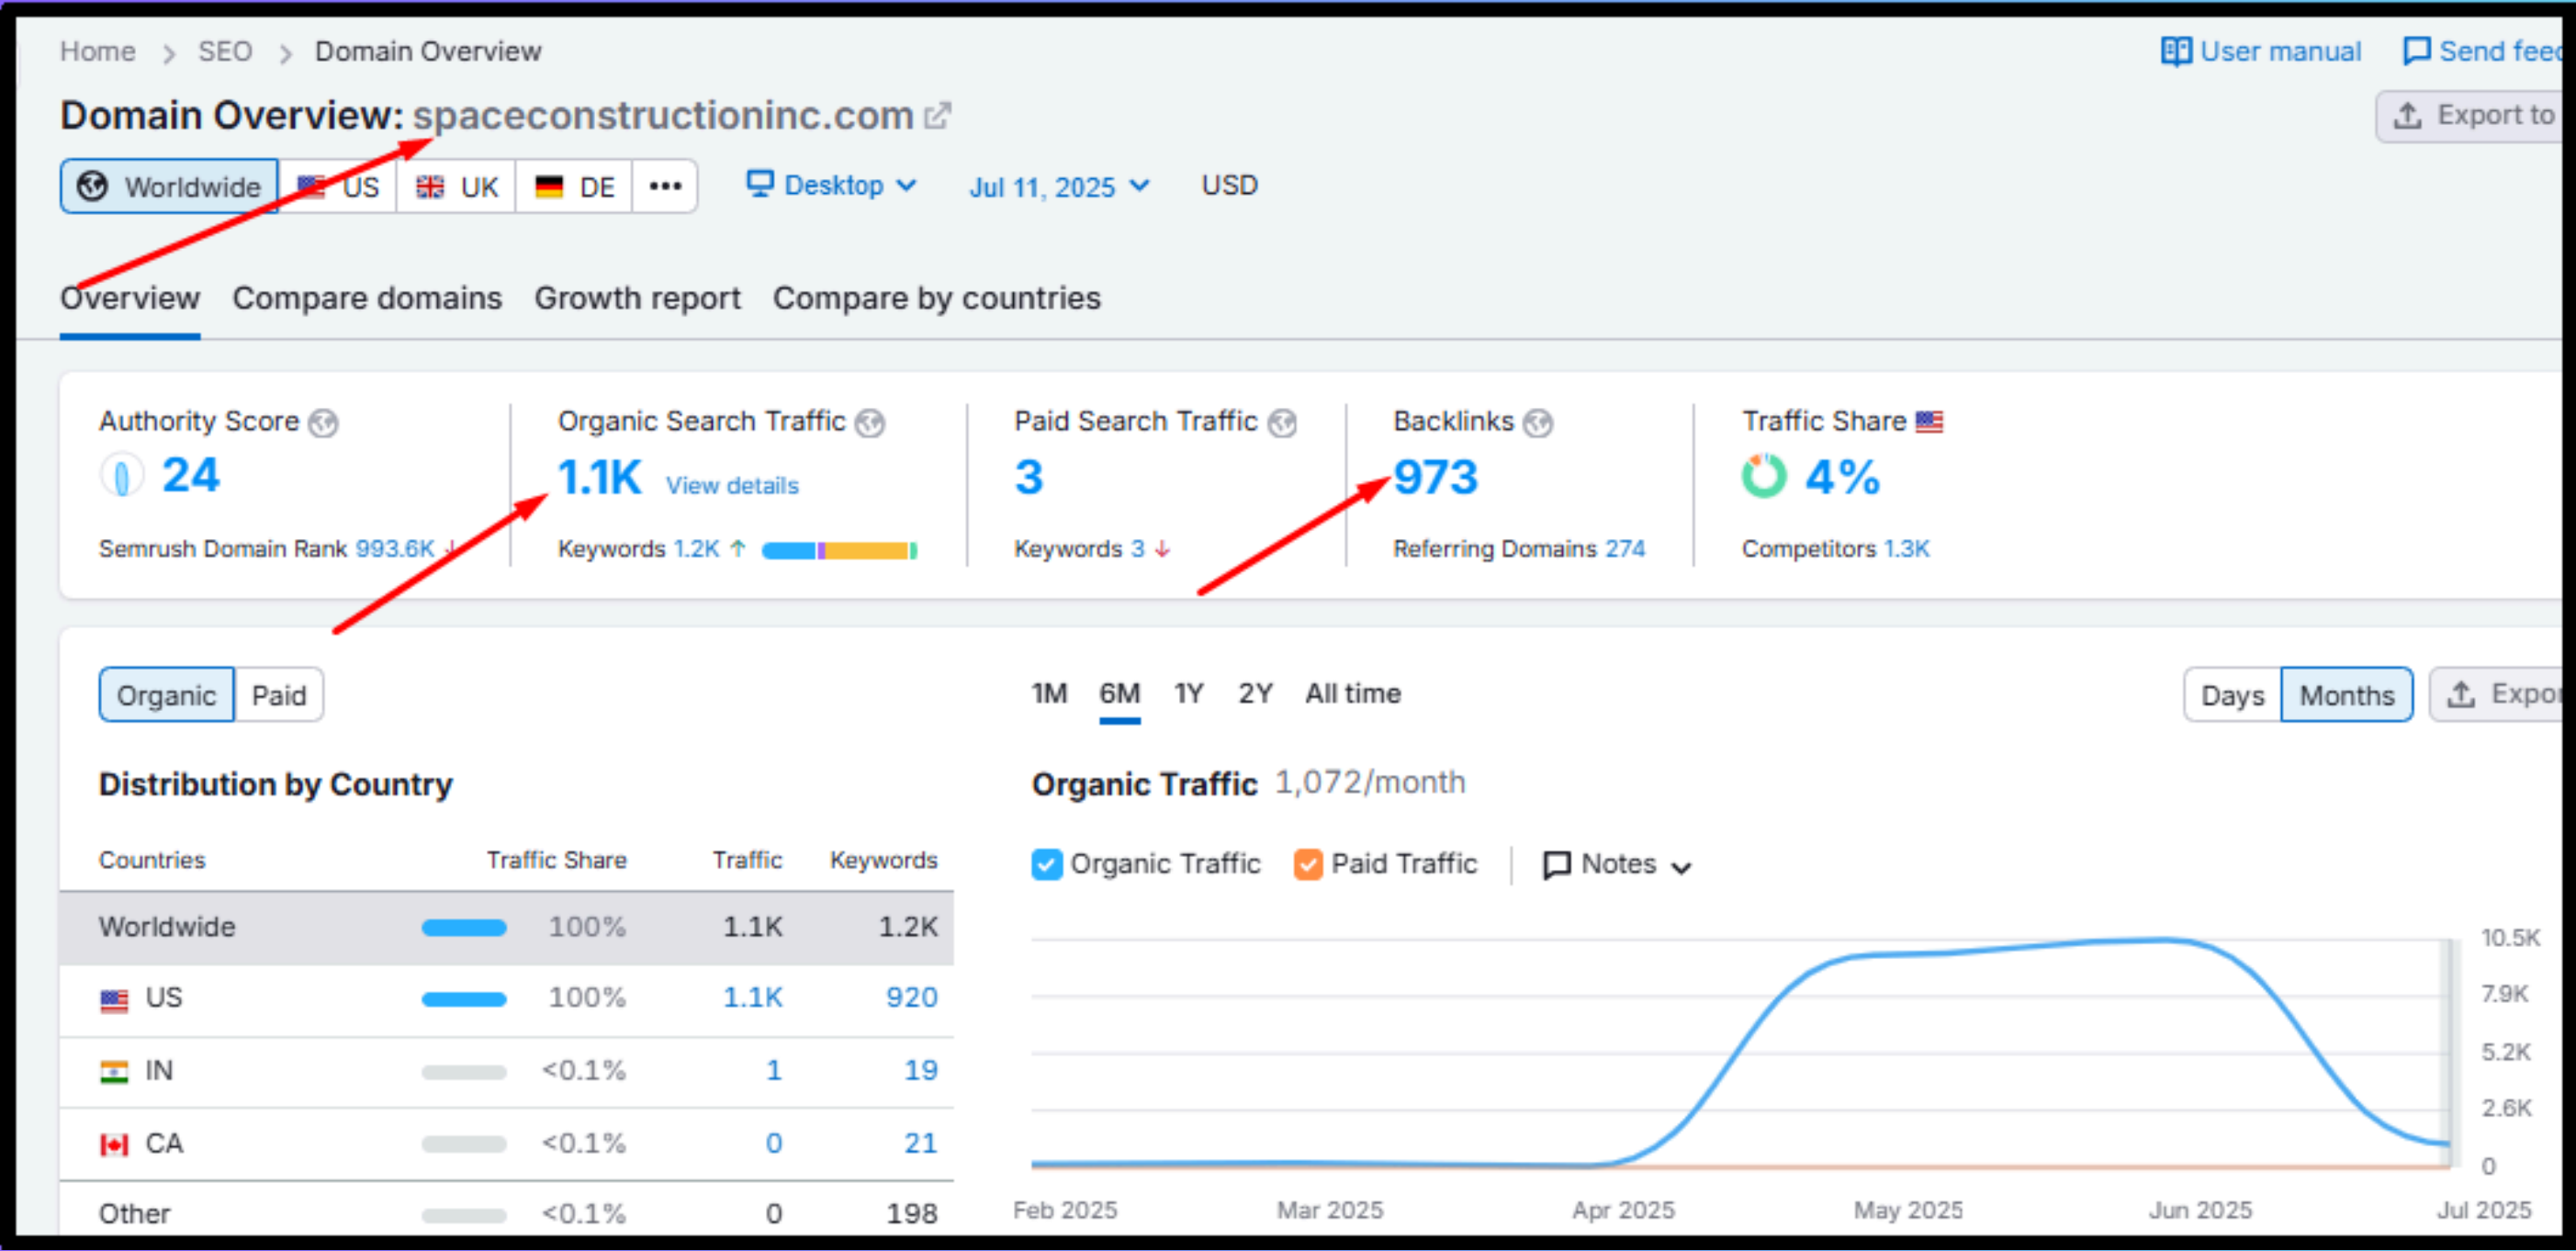 Home > SEO > Domain Overview
User manual
Send feed
Domain Overview: spaceconstructioninc.com
Export to
Worldwide US UK DE ••• Desktop Jul 11, 2025 USD
Overview Compare domains Growth report Compare by countries
Authority Score Organic Search Traffic Paid Search Traffic Backlinks Traffic Share
24 1.1K View details 3 973 4%
Semrush Domain Rank 993.6K ↓ Keywords 1.2K ↑ Keywords 3 ↓ Referring Domains 274 Competitors 1.3K
Organic Paid
1M 6M 1Y 2Y All time
Days Months Expor
Distribution by Country
Organic Traffic 1,072/month
Countries Traffic Share Traffic Keywords
Organic Traffic Paid Traffic Notes
Worldwide 100% 1.1K 1.2K
US 100% 1.1K 920
IN <0.1% 1 19
CA <0.1% 0 21
Other <0.1% 0 198
10.5K
7.9K
5.2K
2.6K
0
Feb 2025 Mar 2025 Apr 2025 May 2025 Jun 2025 Jul 2025